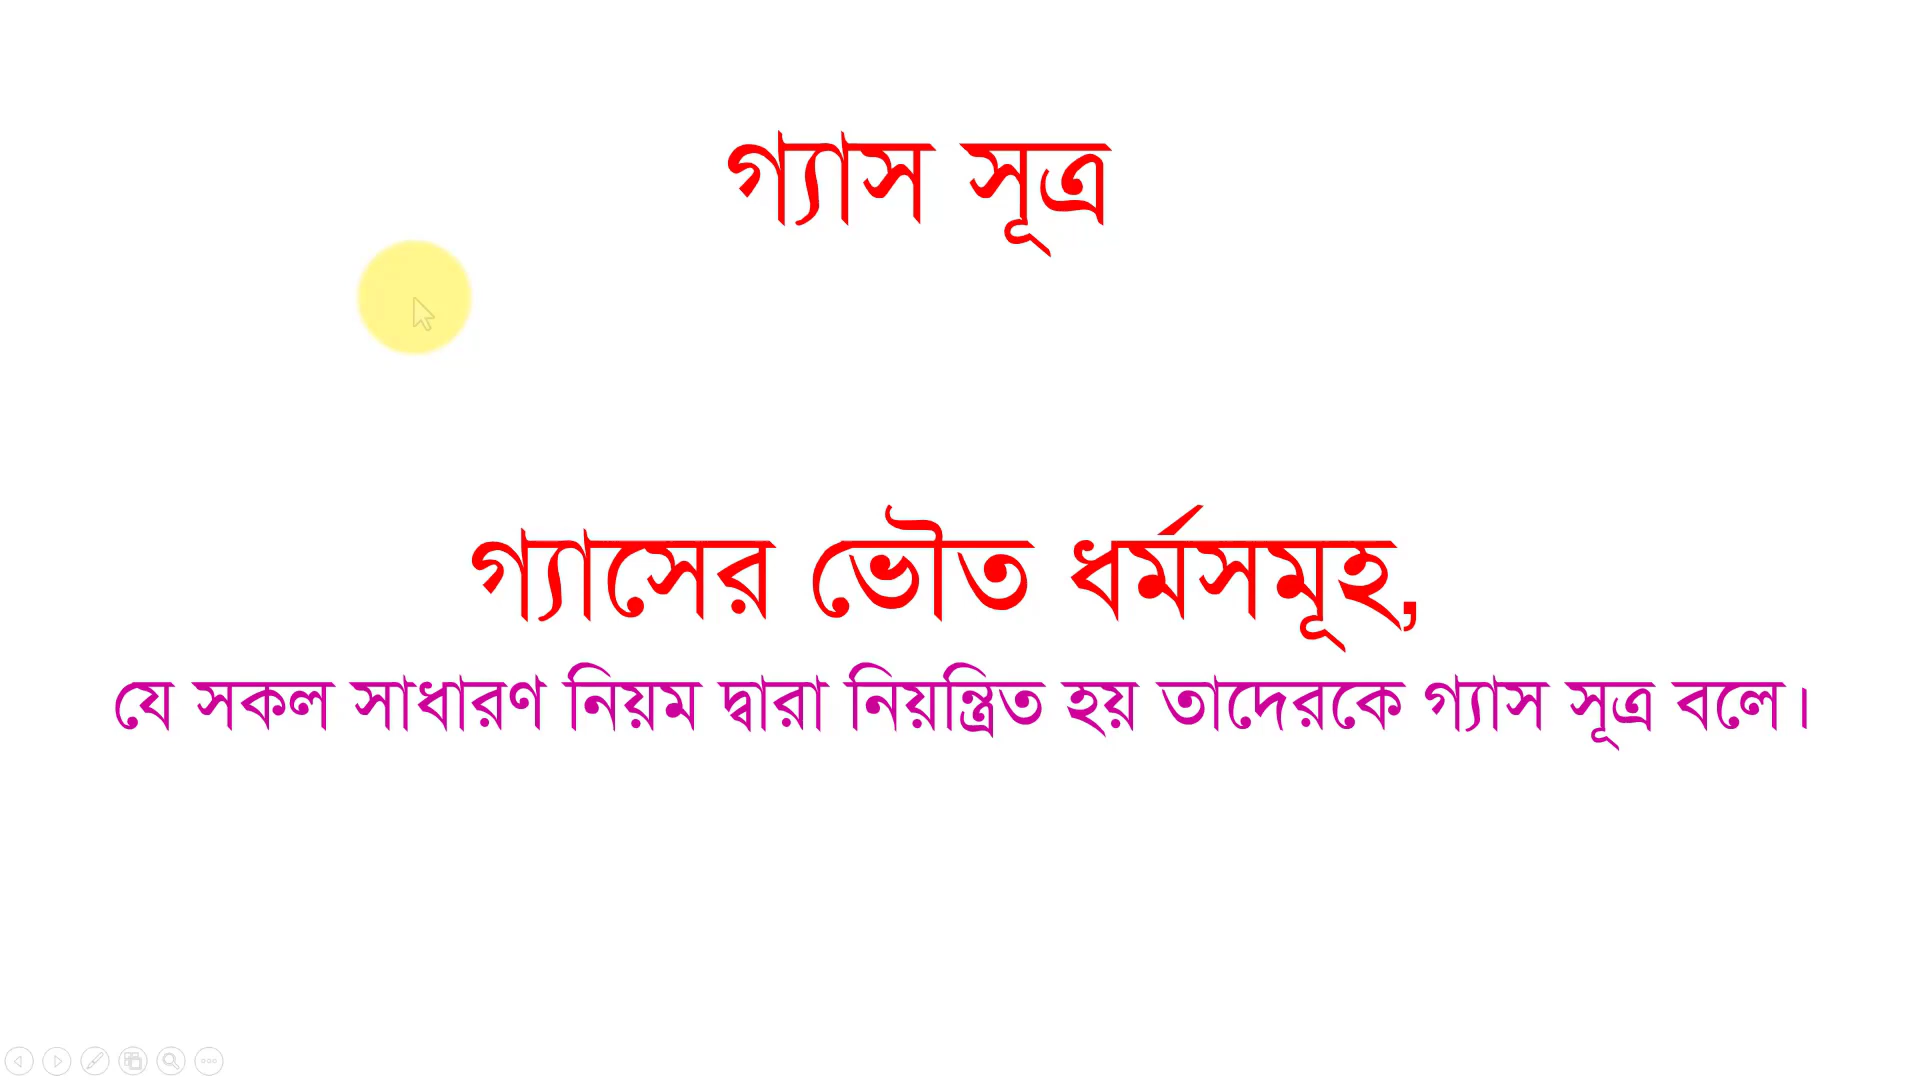 গ্যাস সূত্র
গ্যাসের ভৌত ধর্মসমূহ,
যে সকল সাধারণ নিয়ম দ্বারা নিয়ন্ত্রিত হয় তাদেরকে গ্যাস সূত্র বলে।